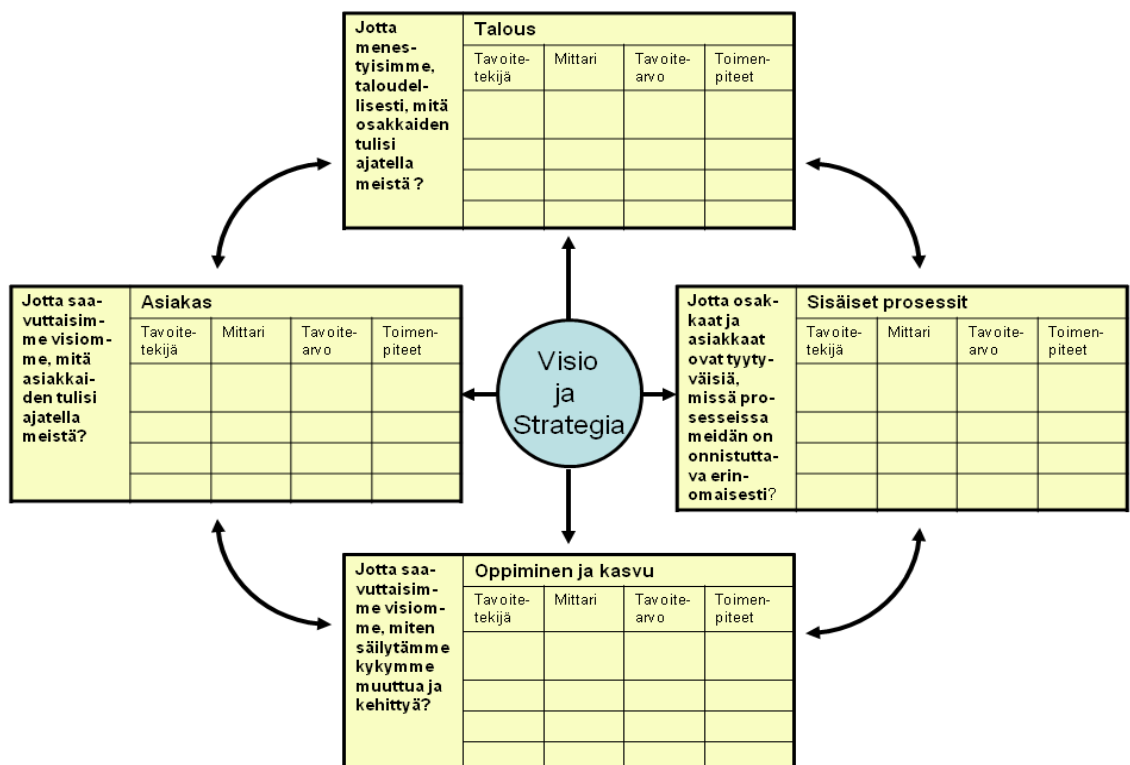 Jotta
menes-
tyisimme,
taloudel-
lisesti, mitä
osakkaiden
tulisi
ajatella
meistä ?
Talous
Tavoite-
tekijä
Mittari
Tavoite-
arvo
Toimen-
piteet
Jotta saa-
vuttaisim-
me visiom-
me, mitä
asiakkai-
den tulisi
ajatella
meistä?
Asiakas
Tavoite-
tekijä
Mittari
Tavoite-
arvo
Toimen-
piteet
Visio
ja
Strategia
Jotta osak-
kaat ja
asiakkaat
ovat tyyty-
väisiä,
missä pro-
sesseissa
meidän on
onnistutta-
va erin-
omaisesti?
Sisäiset prosessit
Tavoite-
tekijä
Mittari
Tavoite-
arvo
Toimen-
piteet
Jotta saa-
vuttaisim-
me visiom-
me, miten
säilytämme
kykymme
muuttua ja
kehittyä?
Oppiminen ja kasvu
Tavoite-
tekijä
Mittari
Tavoite-
arvo
Toimen-
piteet